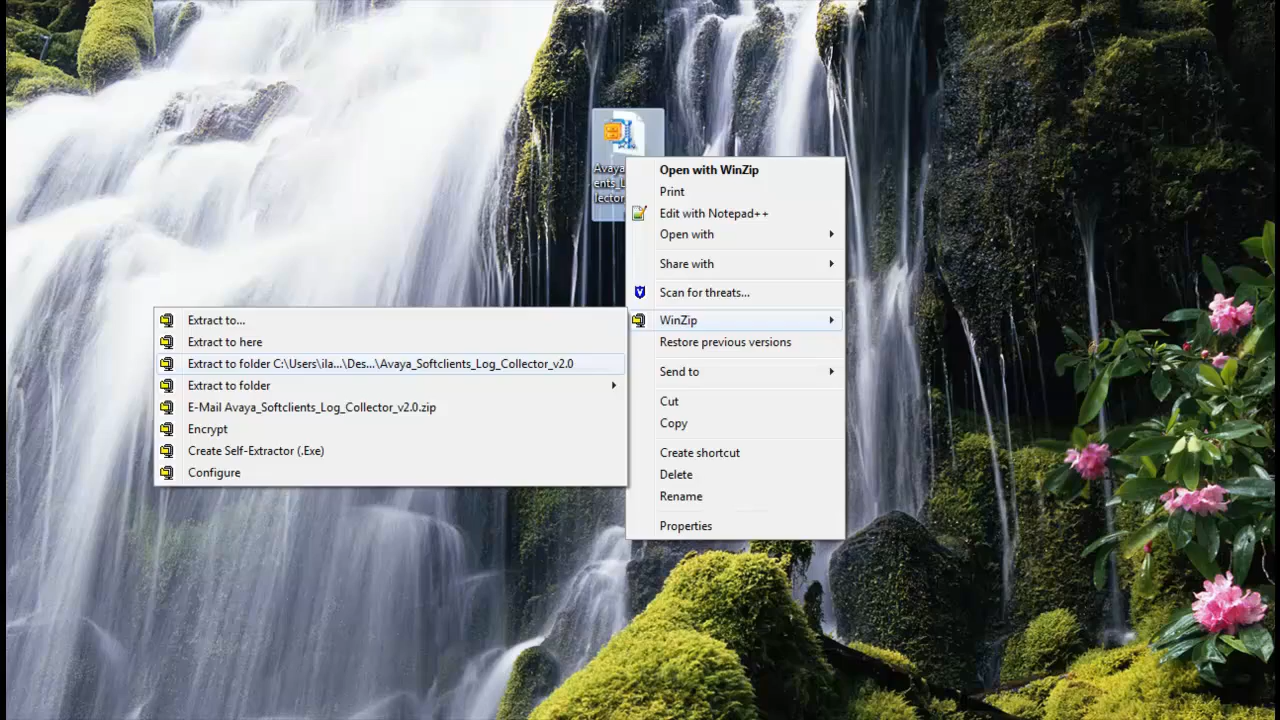 Avaya
ents_L
lector
Open with WinZip
Print
Edit with Notepad++
Open with
Share with
Scan for threats...
WinZip
Restore previous versions
Send to
Cut
Copy
Create shortcut
Delete
Rename
Properties
Extract to...
Extract to here
Extract to folder C:\Users\ila...\Des...\Avaya_Softclients_Log_Collector_v2.0
Extract to folder
E-Mail Avaya_Softclients_Log_Collector_v2.0.zip
Encrypt
Create Self-Extractor (.Exe)
Configure